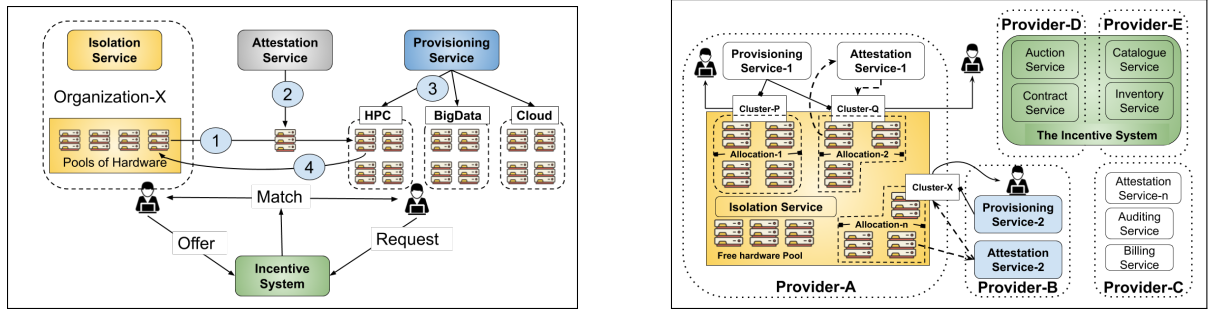 Isolation
Service
Attestation
Service
Provisioning
Service
2
3
Organization-X
HPC
BigData
Cloud
1
Pools of Hardware
4
Match
Offer
Request
Incentive
System
Provisioning
Service-1
Attestation
Service-1
Cluster-P
Cluster-Q
Allocation-1
Allocation-2
Cluster-X
Isolation Service
Allocation-n
Free hardware Pool
Provider-A
Provider-D
Provider-E
Auction
Service
Catalogue
Service
Contract
Service
Inventory
Service
The Incentive System
Provisioning
Service-2
Attestation
Service-2
Provider-B
Attestation
Service-n
Auditing
Service
Billing
Service
Provider-C